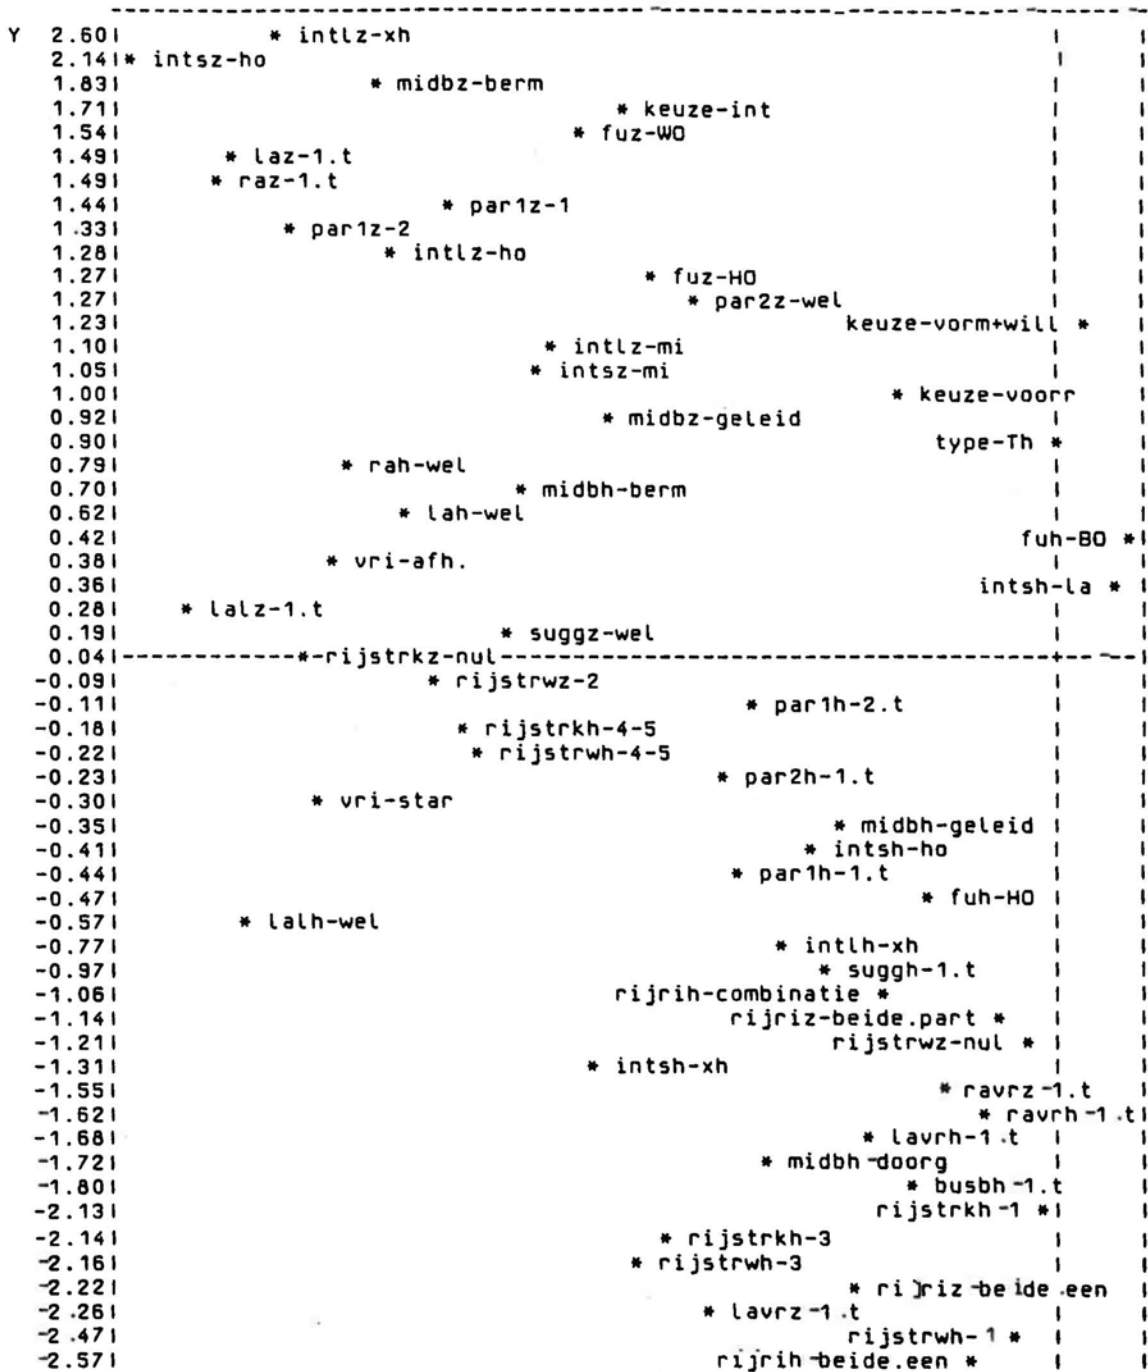 Y 2.60 * intlz-xh
2.14 * intsz-ho
1.83 * midbz-berm
1.71 * keuze-int
1.54 * fuz-WO
1.49 * laz-1.t
1.49 * raz-1.t
1.44 * par1z-1
1.33 * par1z-2
1.28 * intlz-ho
1.27 * fuz-HO
1.27 * par2z-wel
1.23 keuze-vorm+will *
1.10 * intlz-mi
1.05 * intsz-mi
1.00 * keuze-voorr
0.92 * midbz-geleid
0.90 type-Th *
0.79 * rah-wel
0.70 * midbh-berm
0.62 * lah-wel
0.42 fuh-BO *
0.38 * vri-afh.
0.36 intsh-la *
0.28 * lalz-1.t
0.19 * suggz-wel
0.04 *-rijstrkz-nul
-0.09 * rijstrwz-2
-0.11 * par1h-2.t
-0.18 * rijstrkh-4-5
-0.22 * rijstrwh-4-5
-0.23 * par2h-1.t
-0.30 * vri-star
-0.35 * midbh-geleid
-0.41 * intsh-ho
-0.44 * par1h-1.t
-0.47 * fuh-HO
-0.57 * lalh-wel
-0.77 * intlh-xh
-0.97 * suggh-1.t
-1.06 rijrih-combinatie *
-1.14 rijriz-beide.part *
-1.21 rijstrwz-nul *
-1.31 * intsh-xh
-1.55 * ravrz-1.t
-1.62 * ravrh-1.t
-1.68 * lavrh-1.t
-1.72 * midbh-doorg
-1.80 * busbh-1.t
-2.13 rijstrkh-1 *
-2.14 * rijstrkh-3
-2.16 * rijstrwh-3
-2.22 * rijriz-beide.een
-2.26 * lavrz-1.t
-2.47 rijstrwh-1 *
-2.57 rijrih-beide.een *